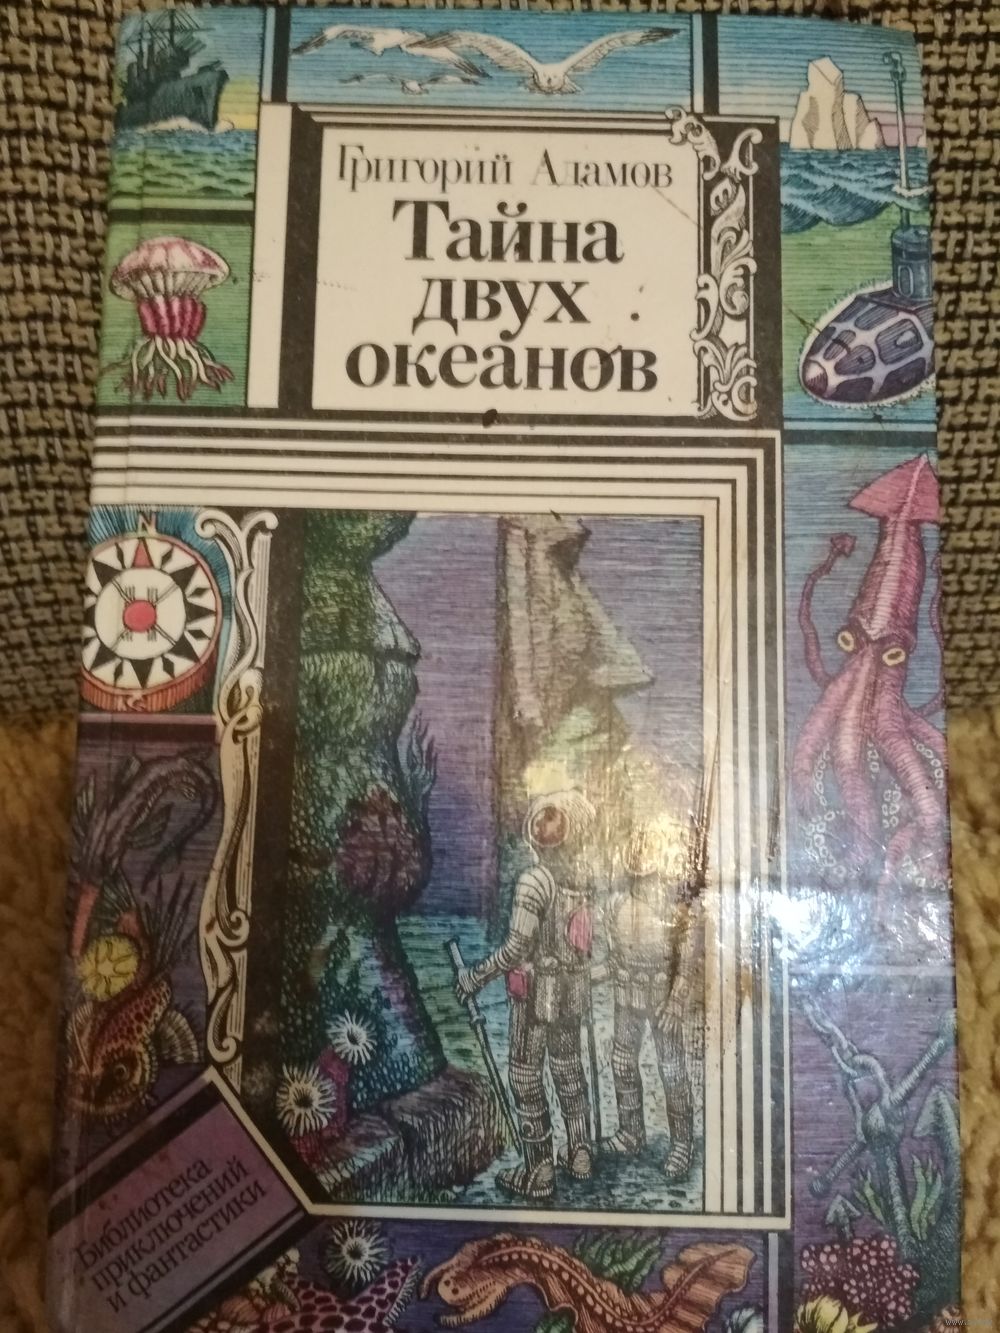 Григорий Адамов
Тайна
двух
океанов
N
Библиотека
приключений
и фантастики